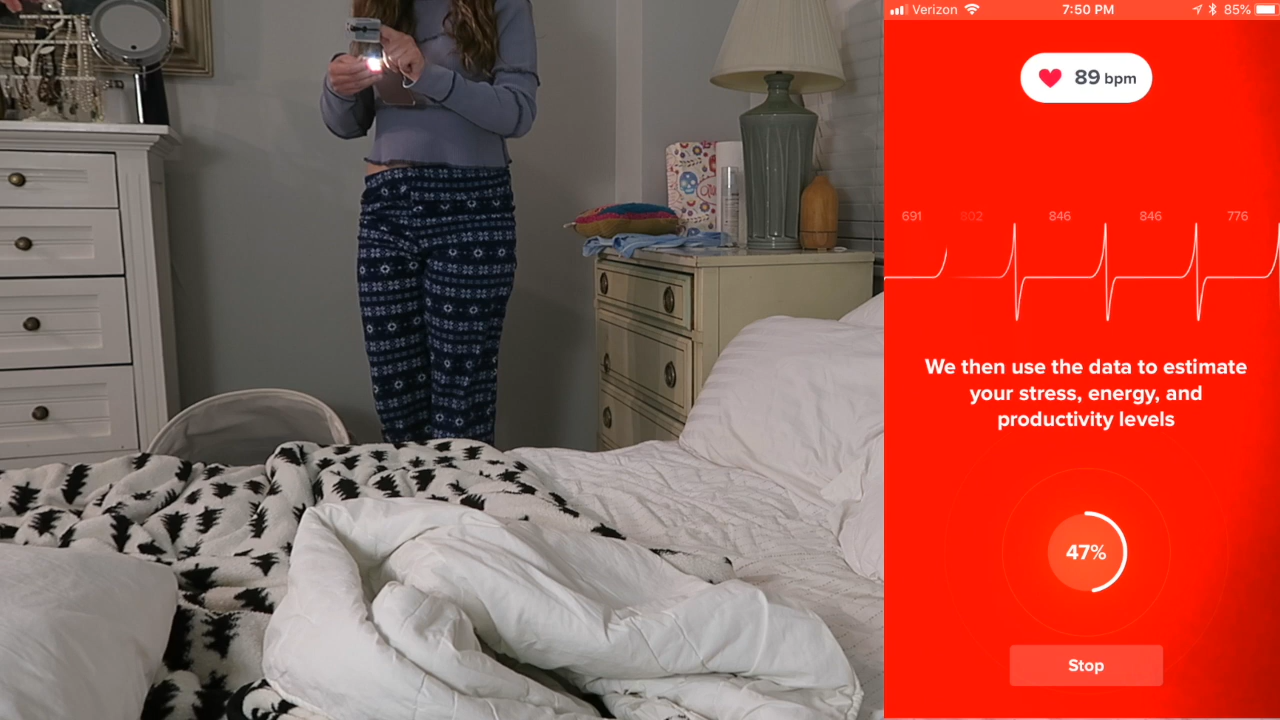 Verizon 7:50 PM 85%
89 bpm
691 802 846 846 776
We then use the data to estimate
your stress, energy, and
productivity levels
47%
Stop